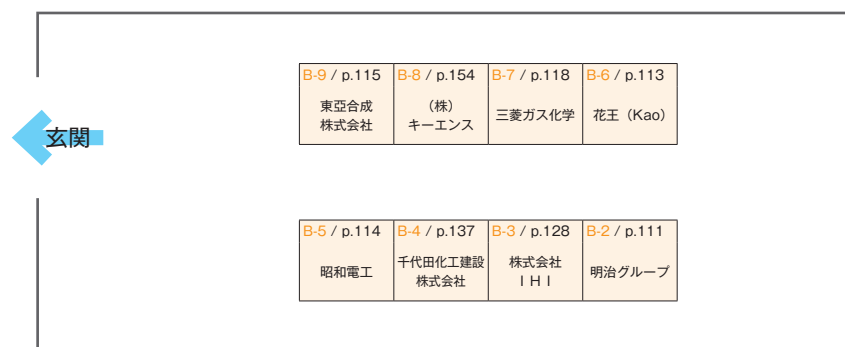 B-9 / p.115
東亞合成
株式会社
B-8 / p.154
（株）
キーエンス
B-7 / p.118
三菱ガス化学
B-6 / p.113
花王（Kao）
玄関
B-5 / p.114
昭和電工
B-4 / p.137
千代田化工建設
株式会社
B-3 / p.128
株式会社
ＩＨＩ
B-2 / p.111
明治グループ